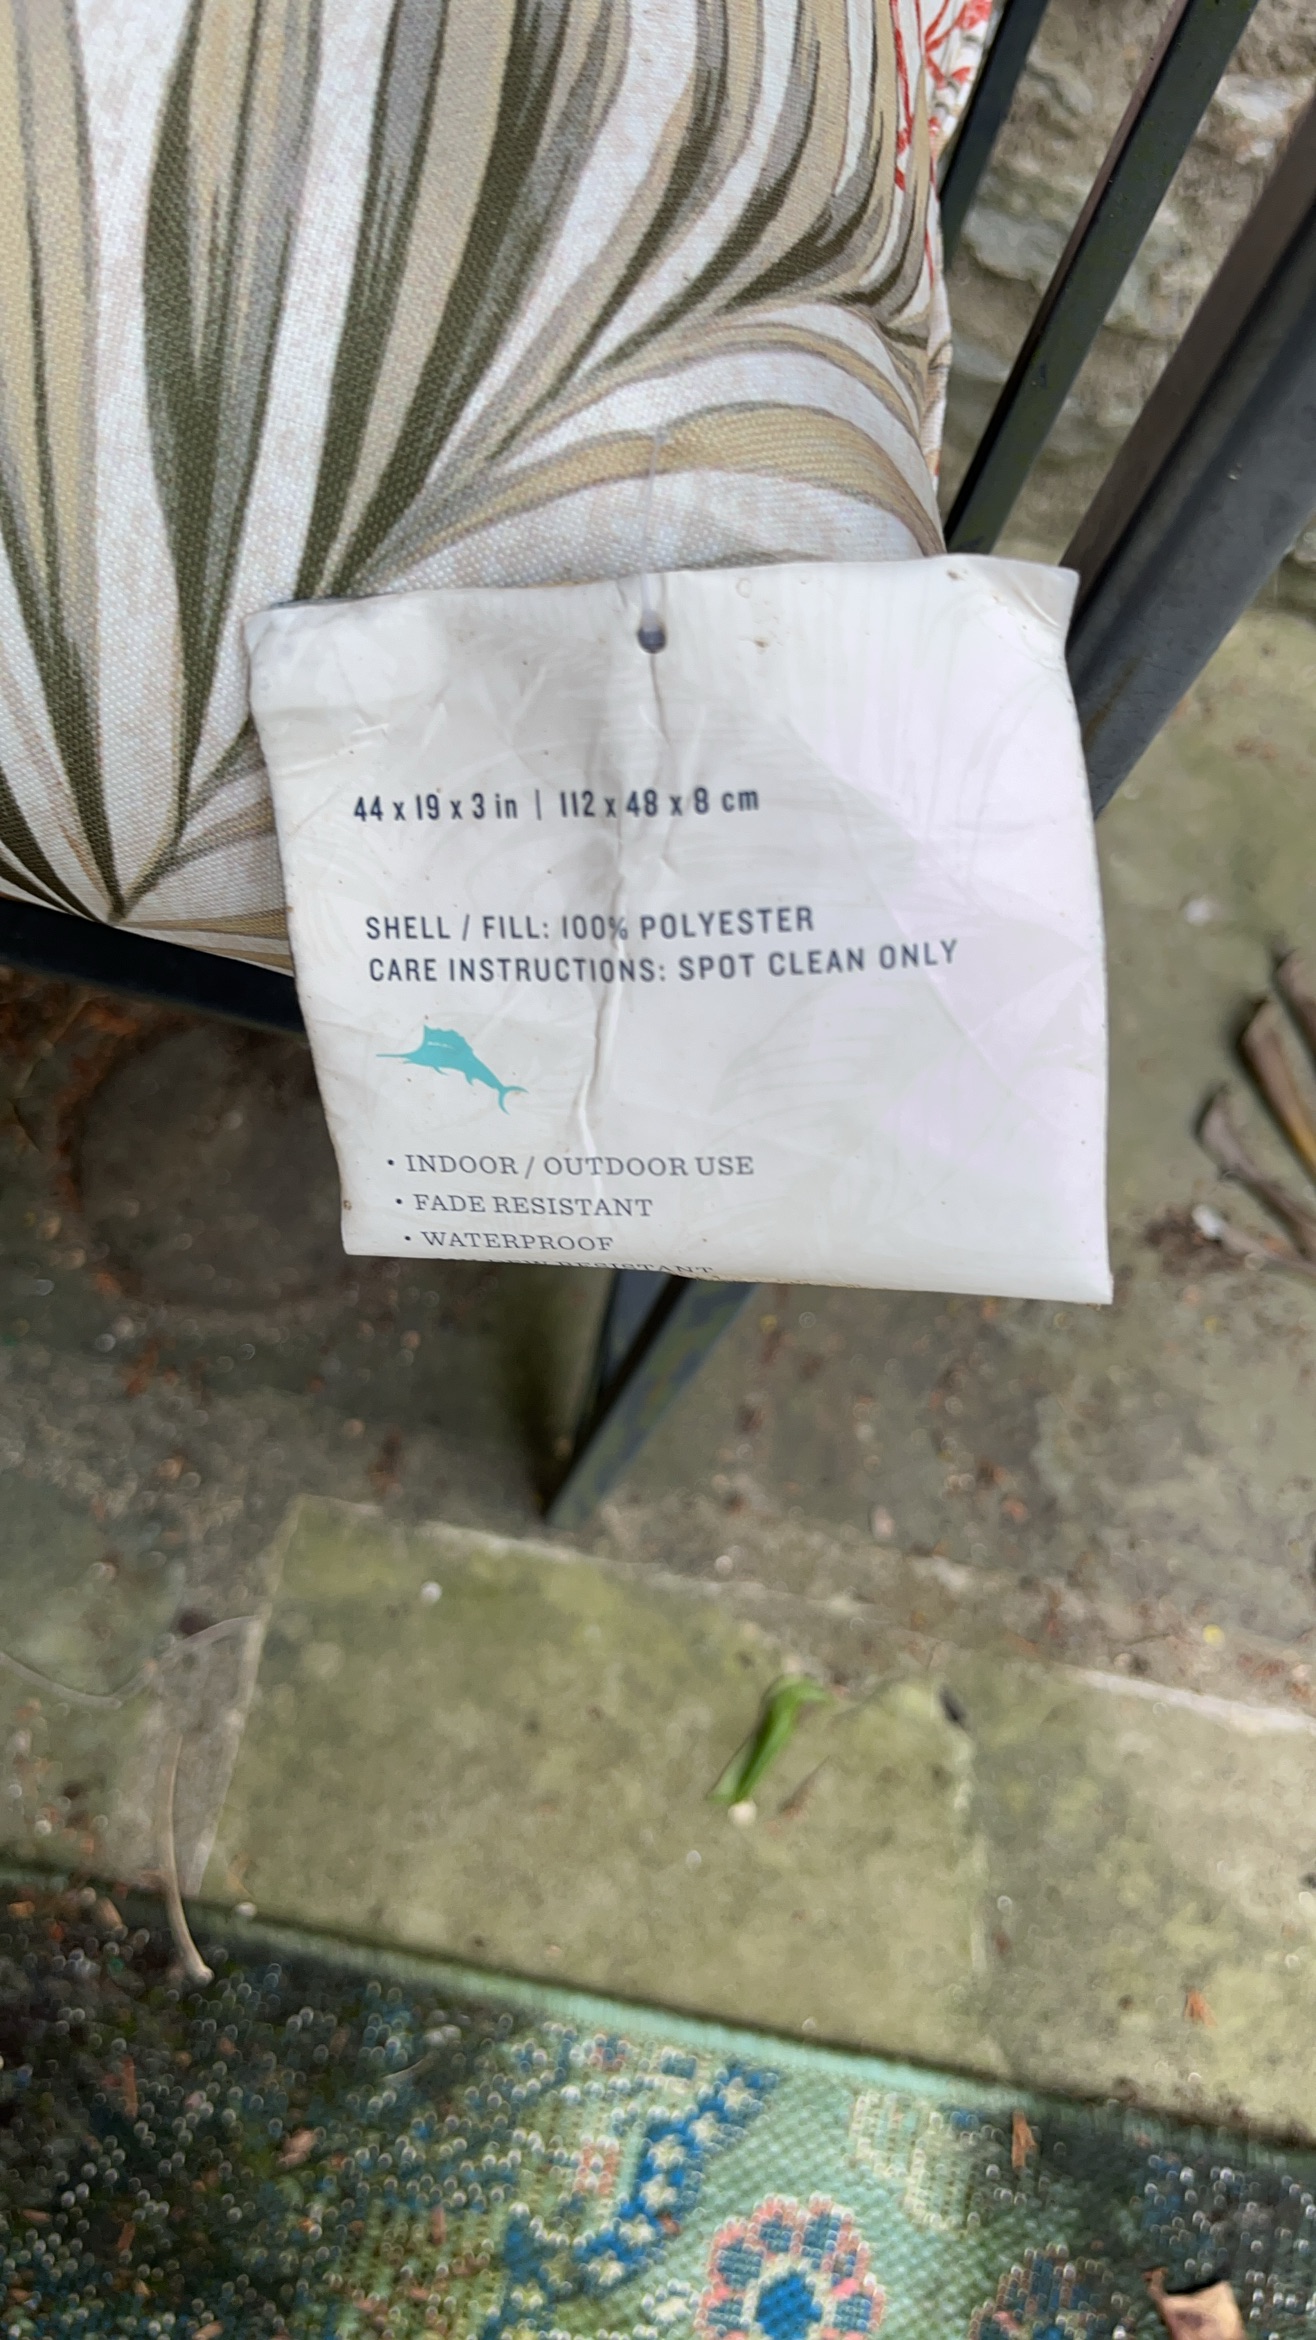 44 x 19 x 3 in | 112 x 48 x 8 cm
SHELL / FILL: 100% POLYESTER
CARE INSTRUCTIONS: SPOT CLEAN ONLY
• INDOOR / OUTDOOR USE
• FADE RESISTANT
• WATERPROOF
RESISTANT